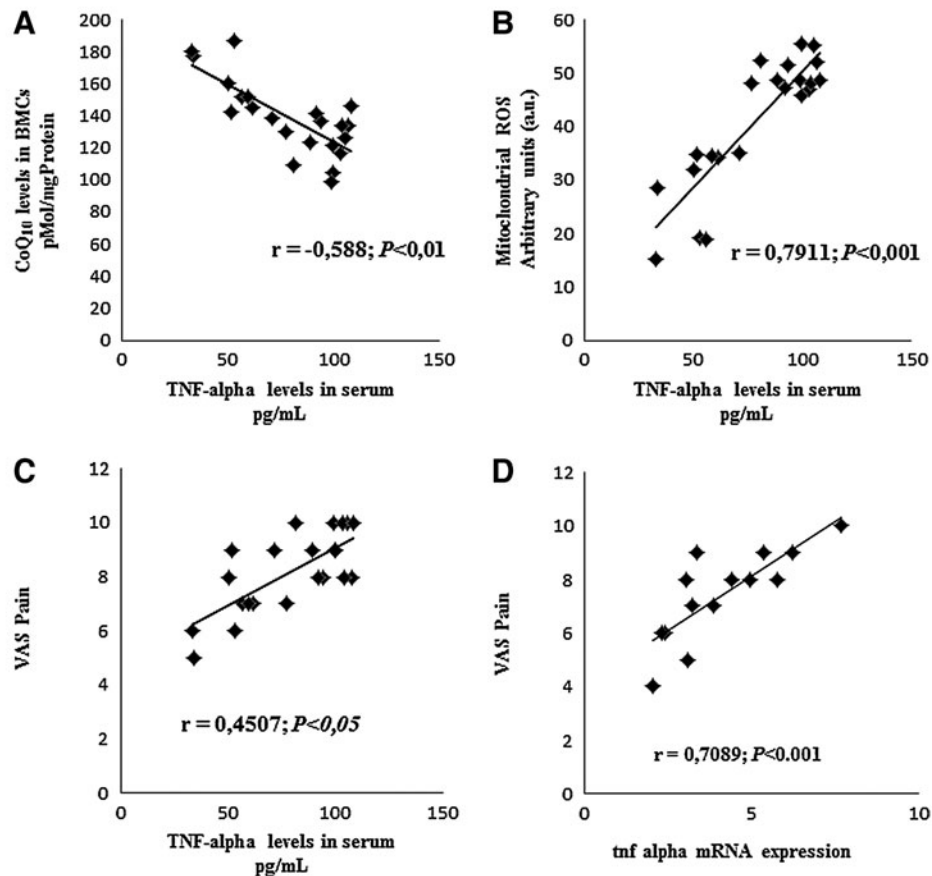 A
200
180
160
140
120
100
80
60
40
20
0
CoQ10 levels in BMCs
pMol/mgProtein
r = -0,588; P<0,01
0 50 100 150
TNF-alpha levels in serum
pg/mL
B
60
50
40
30
20
10
0
Mitochondrial ROS
Arbitrary units (a.u.)
r = 0,7911; P<0,001
0 50 100 150
TNF-alpha levels in serum
pg/mL
C
12
10
8
6
4
2
0
VAS Pain
r = 0,4507; P<0,05
0 50 100 150
TNF-alpha levels in serum
pg/mL
D
12
10
8
6
4
2
0
VAS Pain
r = 0,7089; P<0.001
0 5 10
tnf alpha mRNA expression